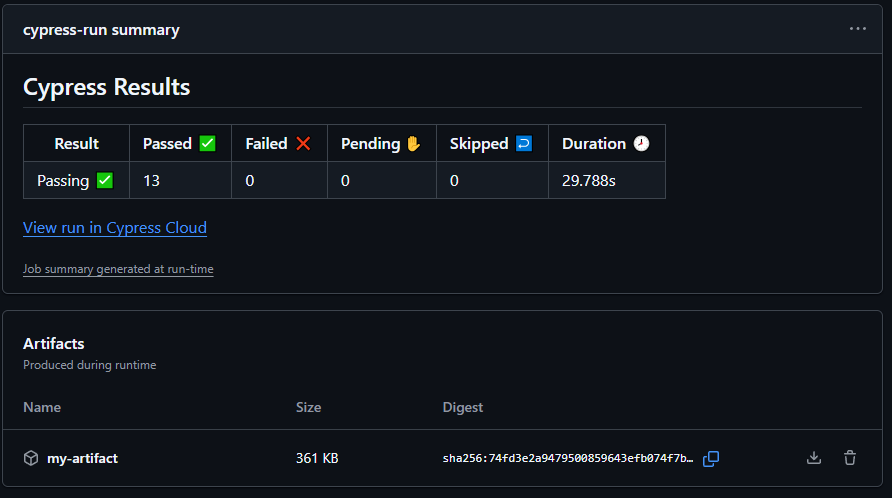 cypress-run summary
Cypress Results
Result Passed ✅ Failed ❌ Pending ✋ Skipped ↩️ Duration 🕗
Passing ✅ 13 0 0 0 29.788s
View run in Cypress Cloud
Job summary generated at run-time
Artifacts
Produced during runtime
Name Size Digest
my-artifact 361 KB sha256:74fd3e2a9479500859643efb074f7b…